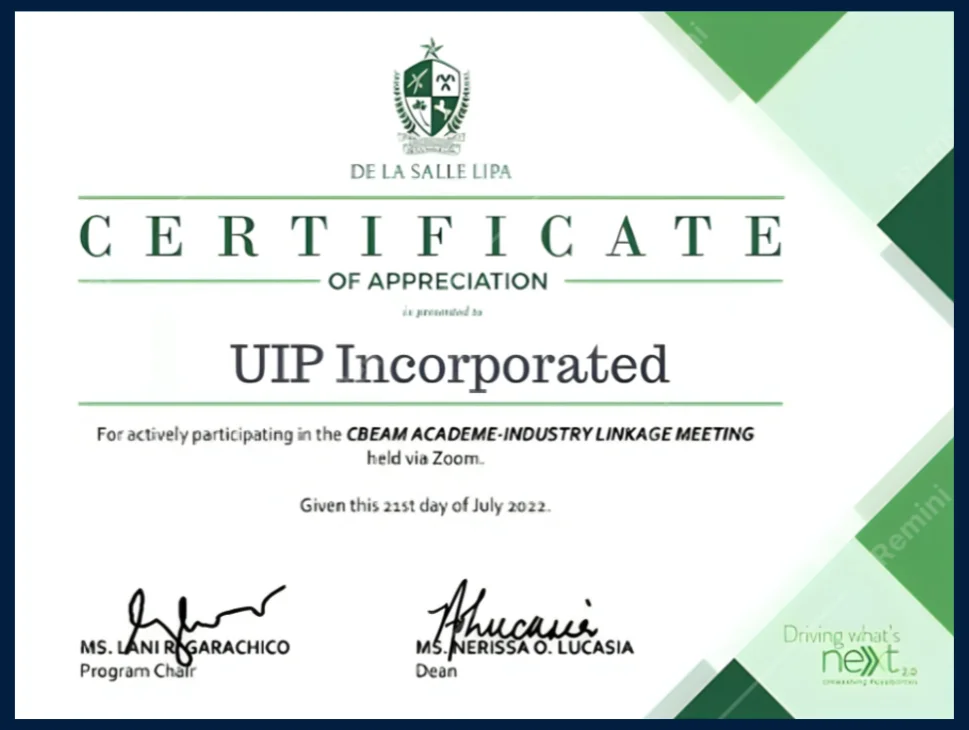 DE LA SALLE LIPA
CERTIFICATE
OF APPRECIATION
is presented to
UIP Incorporated
For actively participating in the CBEAM ACADEME-INDUSTRY LINKAGE MEETING
held via Zoom.
Given this 21st day of July 2022.
MS. LANI R. GARACHICO
Program Chair
MS. NERISSA O. LUCASIA
Dean
Driving what's
next 2.0
Remini